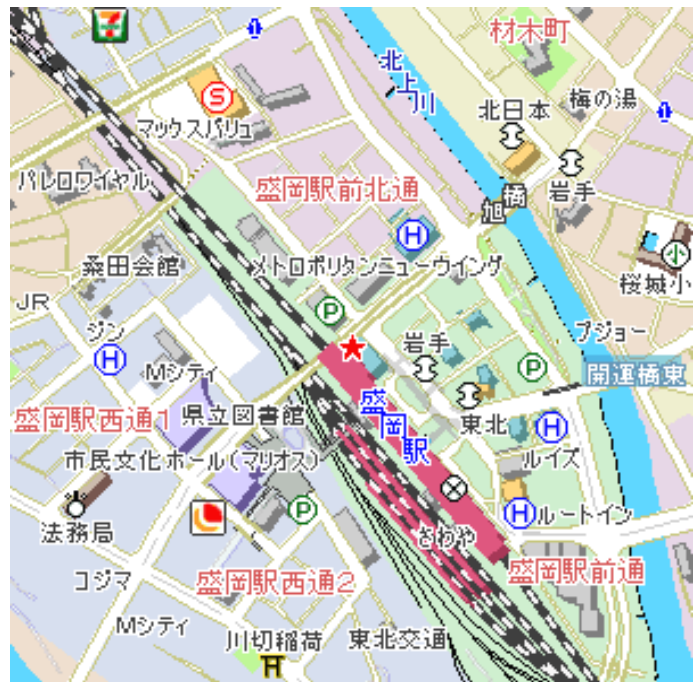 材木町
北上川
北日本
梅の湯
S
マックスバリュ
パレロワイヤル
盛岡駅前北通
旭橋
岩手
H
小
桜城小
桑田会館
メトロポリタンニューウイング
JR
ジン
P
岩手
プジョー
H
Mシティ
P
開運橋東
盛岡駅西通1
県立図書館
盛岡駅
東北
H
ルイズ
市民文化ホール(マリオス)
法務局
P
さわや
H
ルートイン
コジマ
盛岡駅西通2
盛岡駅前通
Mシティ
川切稲荷
東北交通